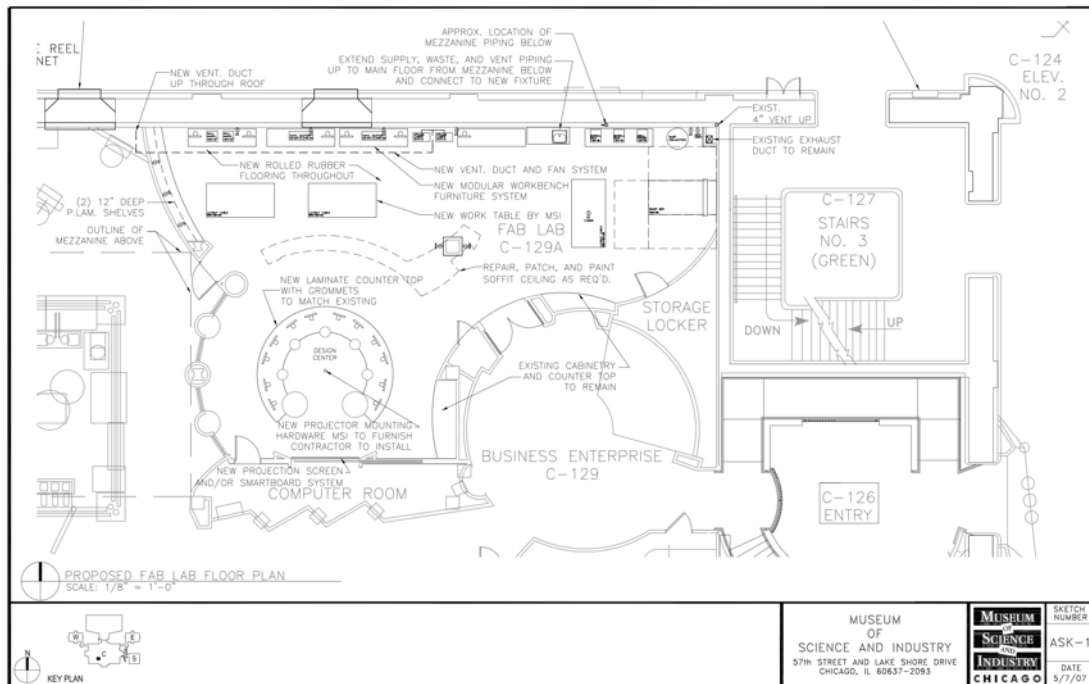 E REEL
NET
NEW VENT. DUCT
UP THROUGH ROOF
APPROX. LOCATION OF
MEZZANINE PIPING BELOW
EXTEND SUPPLY, WASTE, AND VENT PIPIING
UP TO MAIN FLOOR FROM MEZZANINE BELOW
AND CONNECT TO NEW FIXTURE
C-124
ELEV.
NO. 2
EXIST.
4" VENT UP
EXISTING EXHAUST
DUCT TO REMAIN
NEW ROLLED RUBBER
FLOORING THROUGHOUT
NEW VENT. DUCT AND FAN SYSTEM
NEW MODULAR WORKBENCH
FURNITURE SYSTEM
(2) 12" DEEP
P.LAM. SHELVES
NEW WORK TABLE BY MSI
FAB LAB
C-129A
C-127
STAIRS
NO. 3
(GREEN)
OUTLINE OF
MEZZANINE ABOVE
REPAIR, PATCH, AND PAINT
SOFFIT CEILING AS REQ'D.
NEW LAMINATE COUNTER TOP
WITH GROMMETS
TO MATCH EXISTING
STORAGE
LOCKER
DOWN
UP
DESIGN
CENTER
EXISTING CABINETRY
AND COUNTER TOP
TO REMAIN
NEW PROJECTOR MOUNTING
HARDWARE MSI TO FURNISH
CONTRACTOR TO INSTALL
BUSINESS ENTERPRISE
C-129
NEW PROJECTION SCREEN
AND/OR SMARTBOARD SYSTEM
COMPUTER ROOM
C-126
ENTRY
PROPOSED FAB LAB FLOOR PLAN
SCALE: 1/8" = 1'-0"
W
E
C
S
N
KEY PLAN
MUSEUM
OF
SCIENCE AND INDUSTRY
57th STREET AND LAKE SHORE DRIVE
CHICAGO, IL 60637-2093
MUSEUM
OF
SCIENCE
AND
INDUSTRY
CHICAGO
SKETCH
NUMBER
ASK-1
DATE
5/7/07